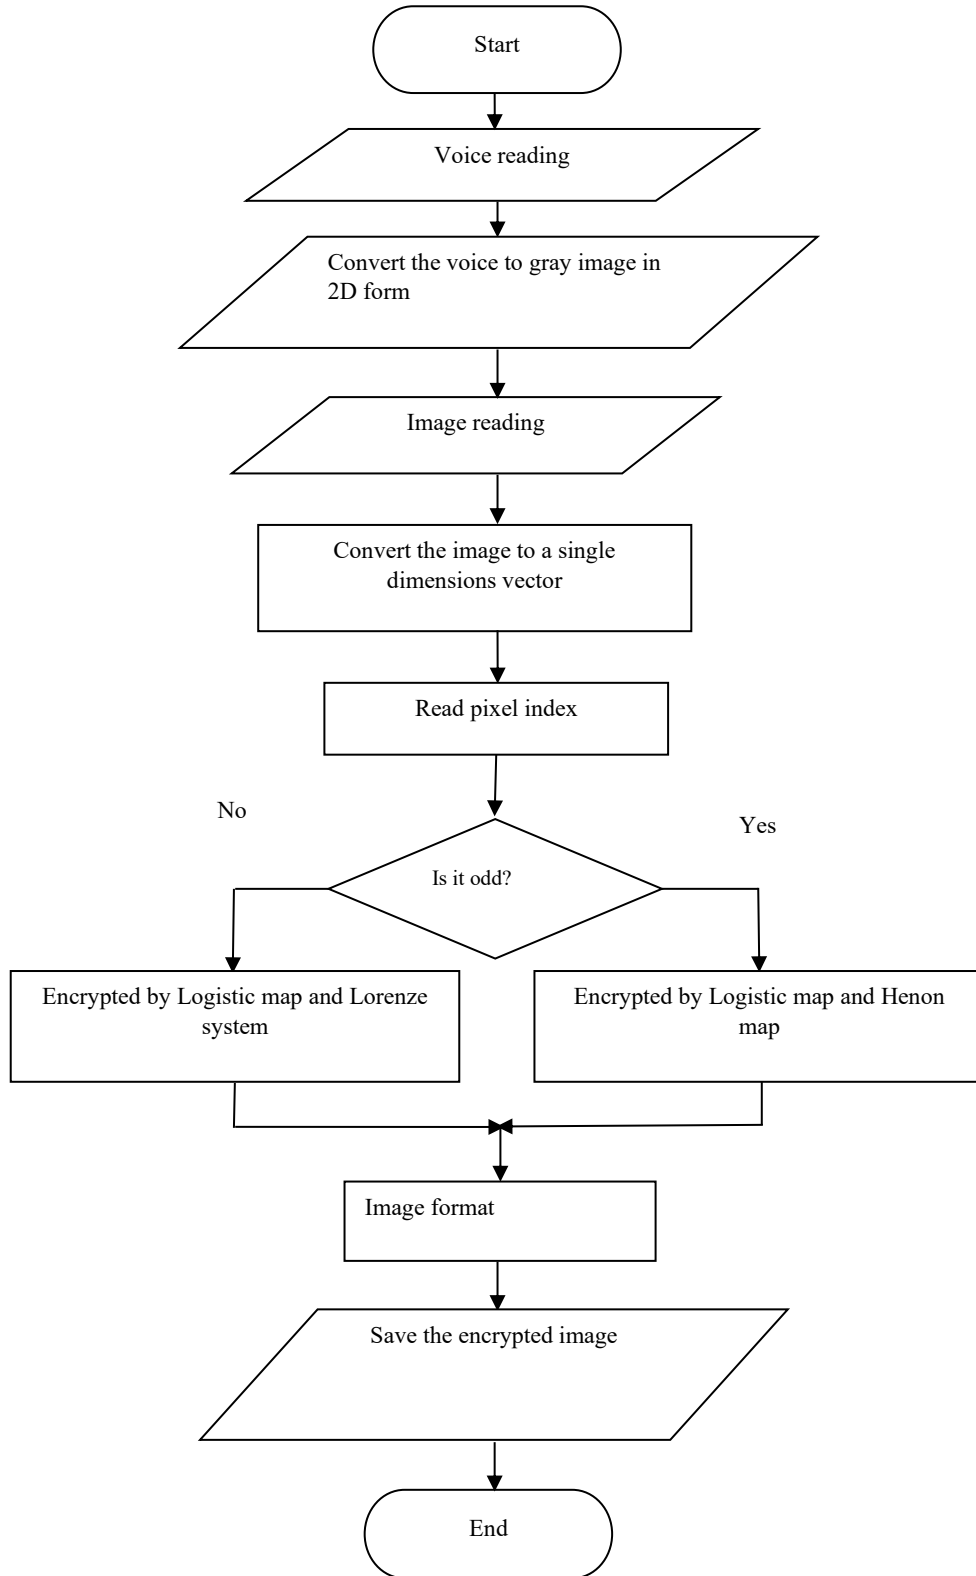 Start
Voice reading
Convert the voice to gray image in
2D form
Image reading
Convert the image to a single
dimensions vector
Read pixel index
No
Yes
Is it odd?
Encrypted by Logistic map and Lorenze
system
Encrypted by Logistic map and Henon
map
Image format
Save the encrypted image
End